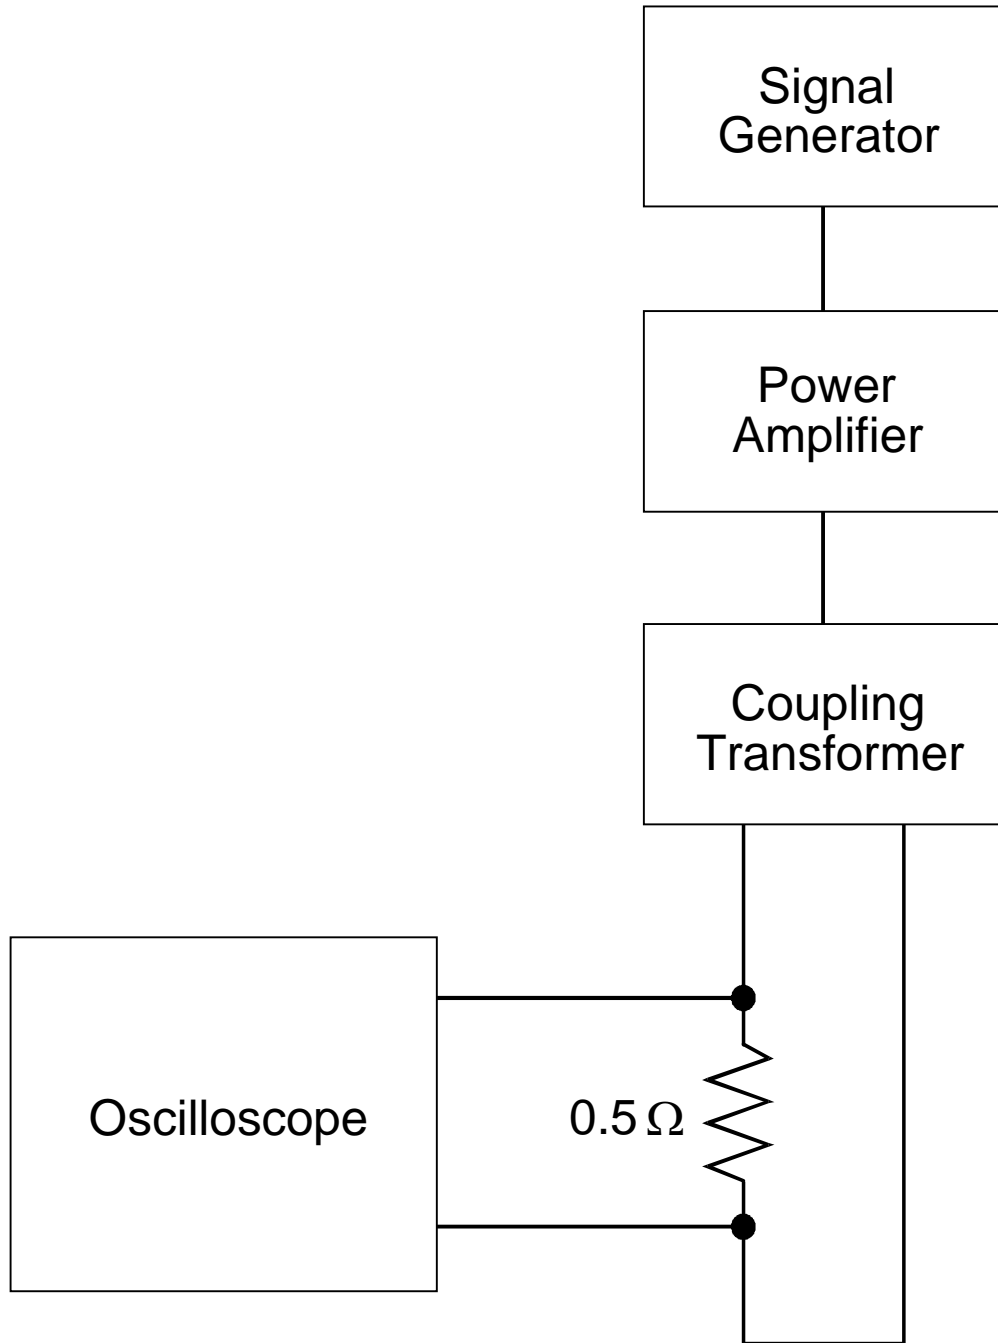 Signal
Generator
Power
Amplifier
Coupling
Transformer
Oscilloscope
0.5 Ω